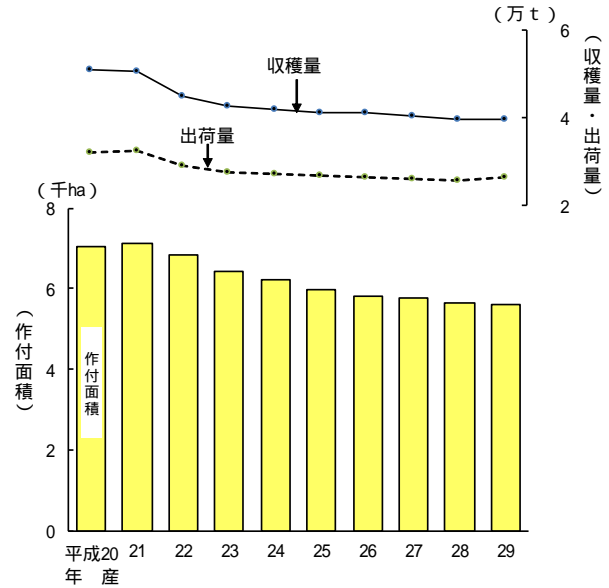 （万ｔ）
6
4
2
（収穫量・出荷量）
収穫量
出荷量
（千ha）
8
6
4
2
0
（作付面積）
作付面積
平成20 21 22 23 24 25 26 27 28 29
年　産